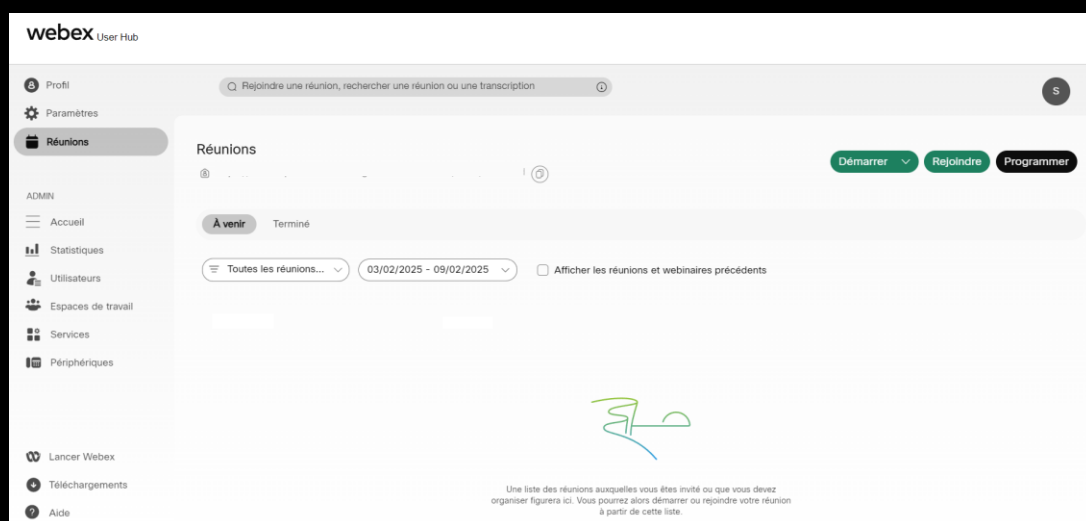 webex User Hub
Profil
Paramètres
Réunions
ADMIN
Accueil
Statistiques
Utilisateurs
Espaces de travail
Services
Périphériques
Lancer Webex
Téléchargements
Aide
Rejoindre une réunion, rechercher une réunion ou une transcription
S
Réunions
Démarrer
Rejoindre
Programmer
À venir
Terminé
Toutes les réunions...
03/02/2025 - 09/02/2025
Afficher les réunions et webinaires précédents
Une liste des réunions auxquelles vous êtes invité ou que vous devez
organiser figurera ici. Vous pourrez alors démarrer ou rejoindre votre réunion
à partir de cette liste.